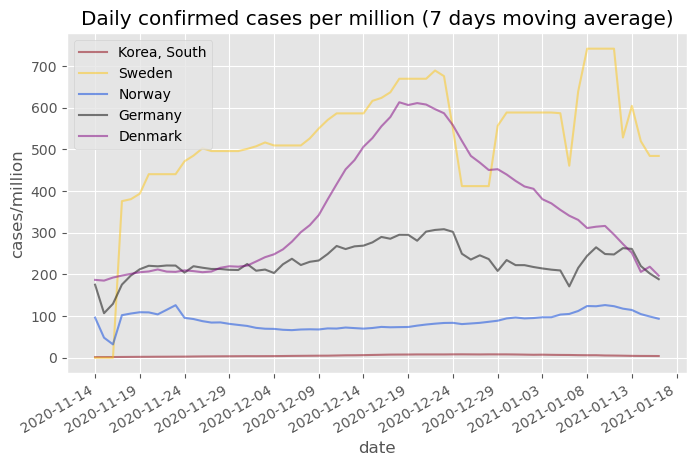 Daily confirmed cases per million (7 days moving average)
Korea, South
Sweden
Norway
Germany
Denmark
cases/million
700
600
500
400
300
200
100
0
2020-11-14
2020-11-19
2020-11-24
2020-11-29
2020-12-04
2020-12-09
2020-12-14
2020-12-19
2020-12-24
2020-12-29
2021-01-03
2021-01-08
2021-01-13
2021-01-18
date